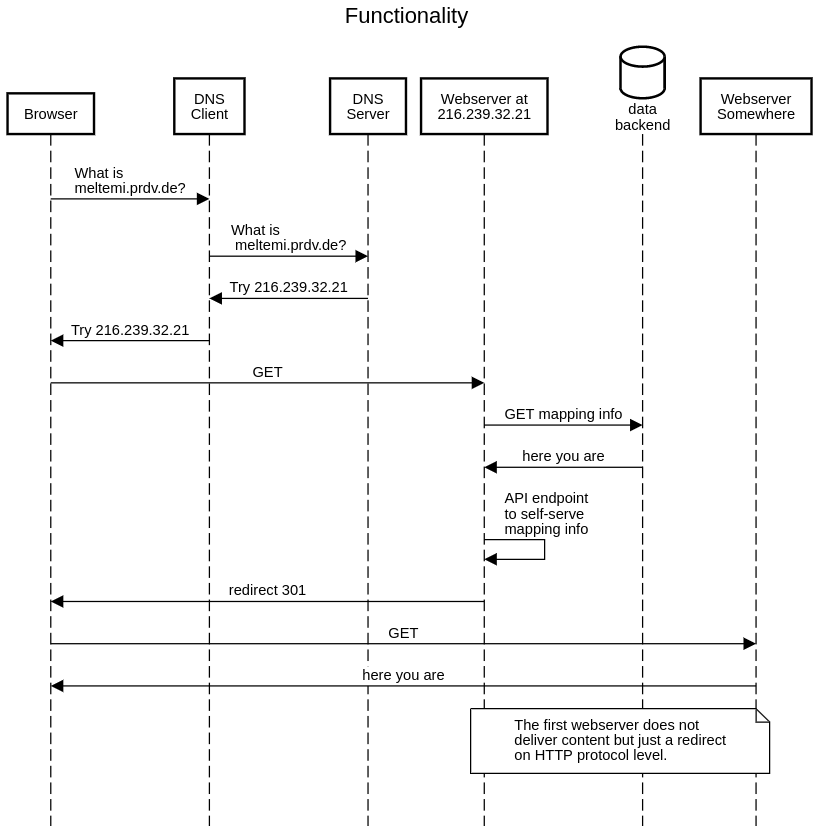 Functionality
Browser
DNS
Client
DNS
Server
Webserver at
216.239.32.21
data
backend
Webserver
Somewhere
What is
meltemi.prdv.de?
What is
meltemi.prdv.de?
Try 216.239.32.21
Try 216.239.32.21
GET
GET mapping info
here you are
API endpoint
to self-serve
mapping info
redirect 301
GET
here you are
The first webserver does not
deliver content but just a redirect
on HTTP protocol level.